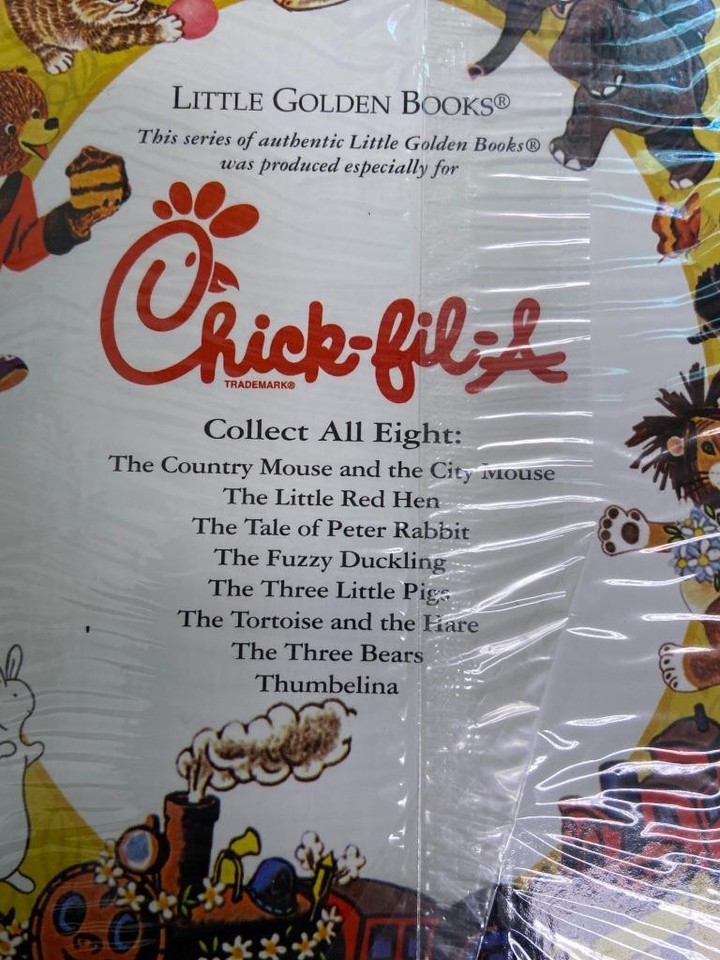 LITTLE GOLDEN BOOKS®
This series of authentic Little Golden Books®
was produced especially for
Chick-fil-A
TRADEMARK®
Collect All Eight:
The Country Mouse and the City Mouse
The Little Red Hen
The Tale of Peter Rabbit
The Fuzzy Duckling
The Three Little Pigs
The Tortoise and the Hare
The Three Bears
Thumbelina